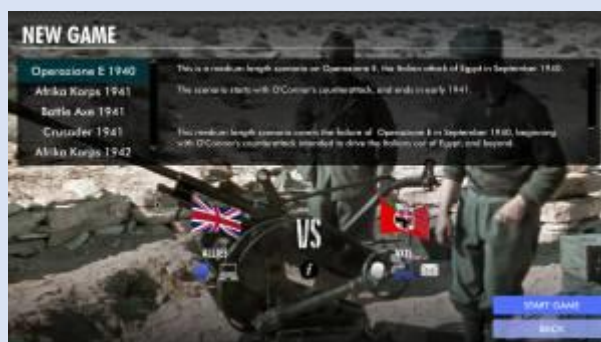 NEW GAME
Operazione E 1940
Afrika Korps 1941
Battle Axe 1941
Crusader 1941
Afrika Korps 1942
This is a medium length scenario on Operazione E, the Italian attack of Egypt in September 1940.
The scenario starts with O'Connor's counterattack, and ends in early 1941.
This medium length scenario covers the failure of Operazione E in September 1940, beginning
with O'Connor's counterattack intended to drive the Italians out of Egypt, and beyond.
VS
ALLIES
AXIS
i
START GAME
BACK